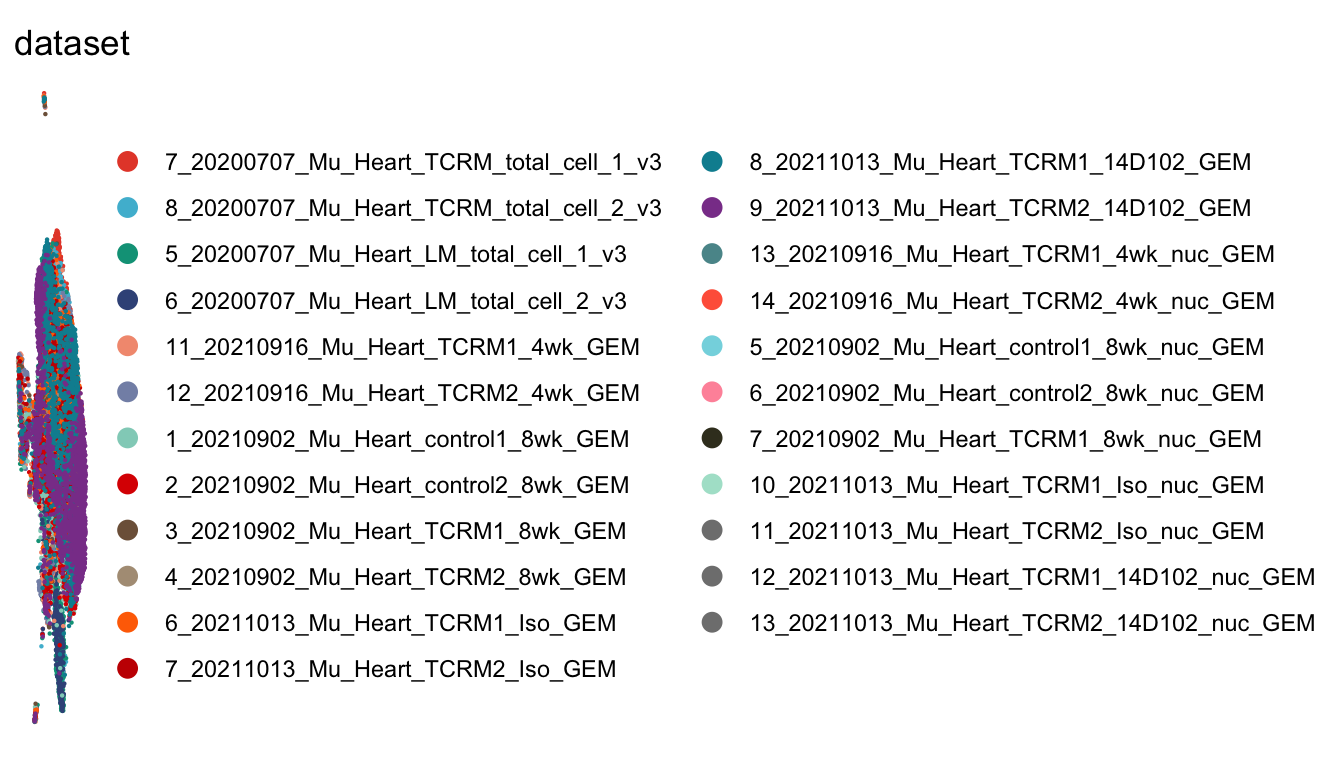 dataset
7_20200707_Mu_Heart_TCRM_total_cell_1_v3
8_20200707_Mu_Heart_TCRM_total_cell_2_v3
5_20200707_Mu_Heart_LM_total_cell_1_v3
6_20200707_Mu_Heart_LM_total_cell_2_v3
11_20210916_Mu_Heart_TCRM1_4wk_GEM
12_20210916_Mu_Heart_TCRM2_4wk_GEM
1_20210902_Mu_Heart_control1_8wk_GEM
2_20210902_Mu_Heart_control2_8wk_GEM
3_20210902_Mu_Heart_TCRM1_8wk_GEM
4_20210902_Mu_Heart_TCRM2_8wk_GEM
6_20211013_Mu_Heart_TCRM1_Iso_GEM
7_20211013_Mu_Heart_TCRM2_Iso_GEM
8_20211013_Mu_Heart_TCRM1_14D102_GEM
9_20211013_Mu_Heart_TCRM2_14D102_GEM
13_20210916_Mu_Heart_TCRM1_4wk_nuc_GEM
14_20210916_Mu_Heart_TCRM2_4wk_nuc_GEM
5_20210902_Mu_Heart_control1_8wk_nuc_GEM
6_20210902_Mu_Heart_control2_8wk_nuc_GEM
7_20210902_Mu_Heart_TCRM1_8wk_nuc_GEM
10_20211013_Mu_Heart_TCRM1_Iso_nuc_GEM
11_20211013_Mu_Heart_TCRM2_Iso_nuc_GEM
12_20211013_Mu_Heart_TCRM1_14D102_nuc_GEM
13_20211013_Mu_Heart_TCRM2_14D102_nuc_GEM